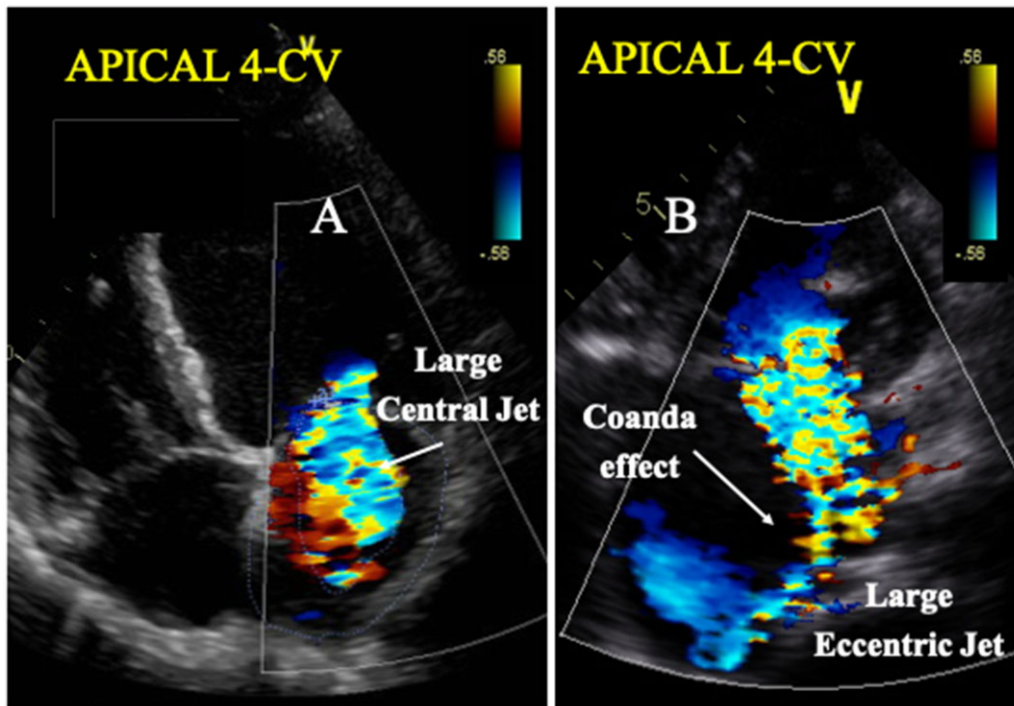 APICAL 4-CV
V
.56
A
-.56
Large
Central Jet
APICAL 4-CV
V
.56
5
B
-.56
Coanda
effect
Large
Eccentric Jet